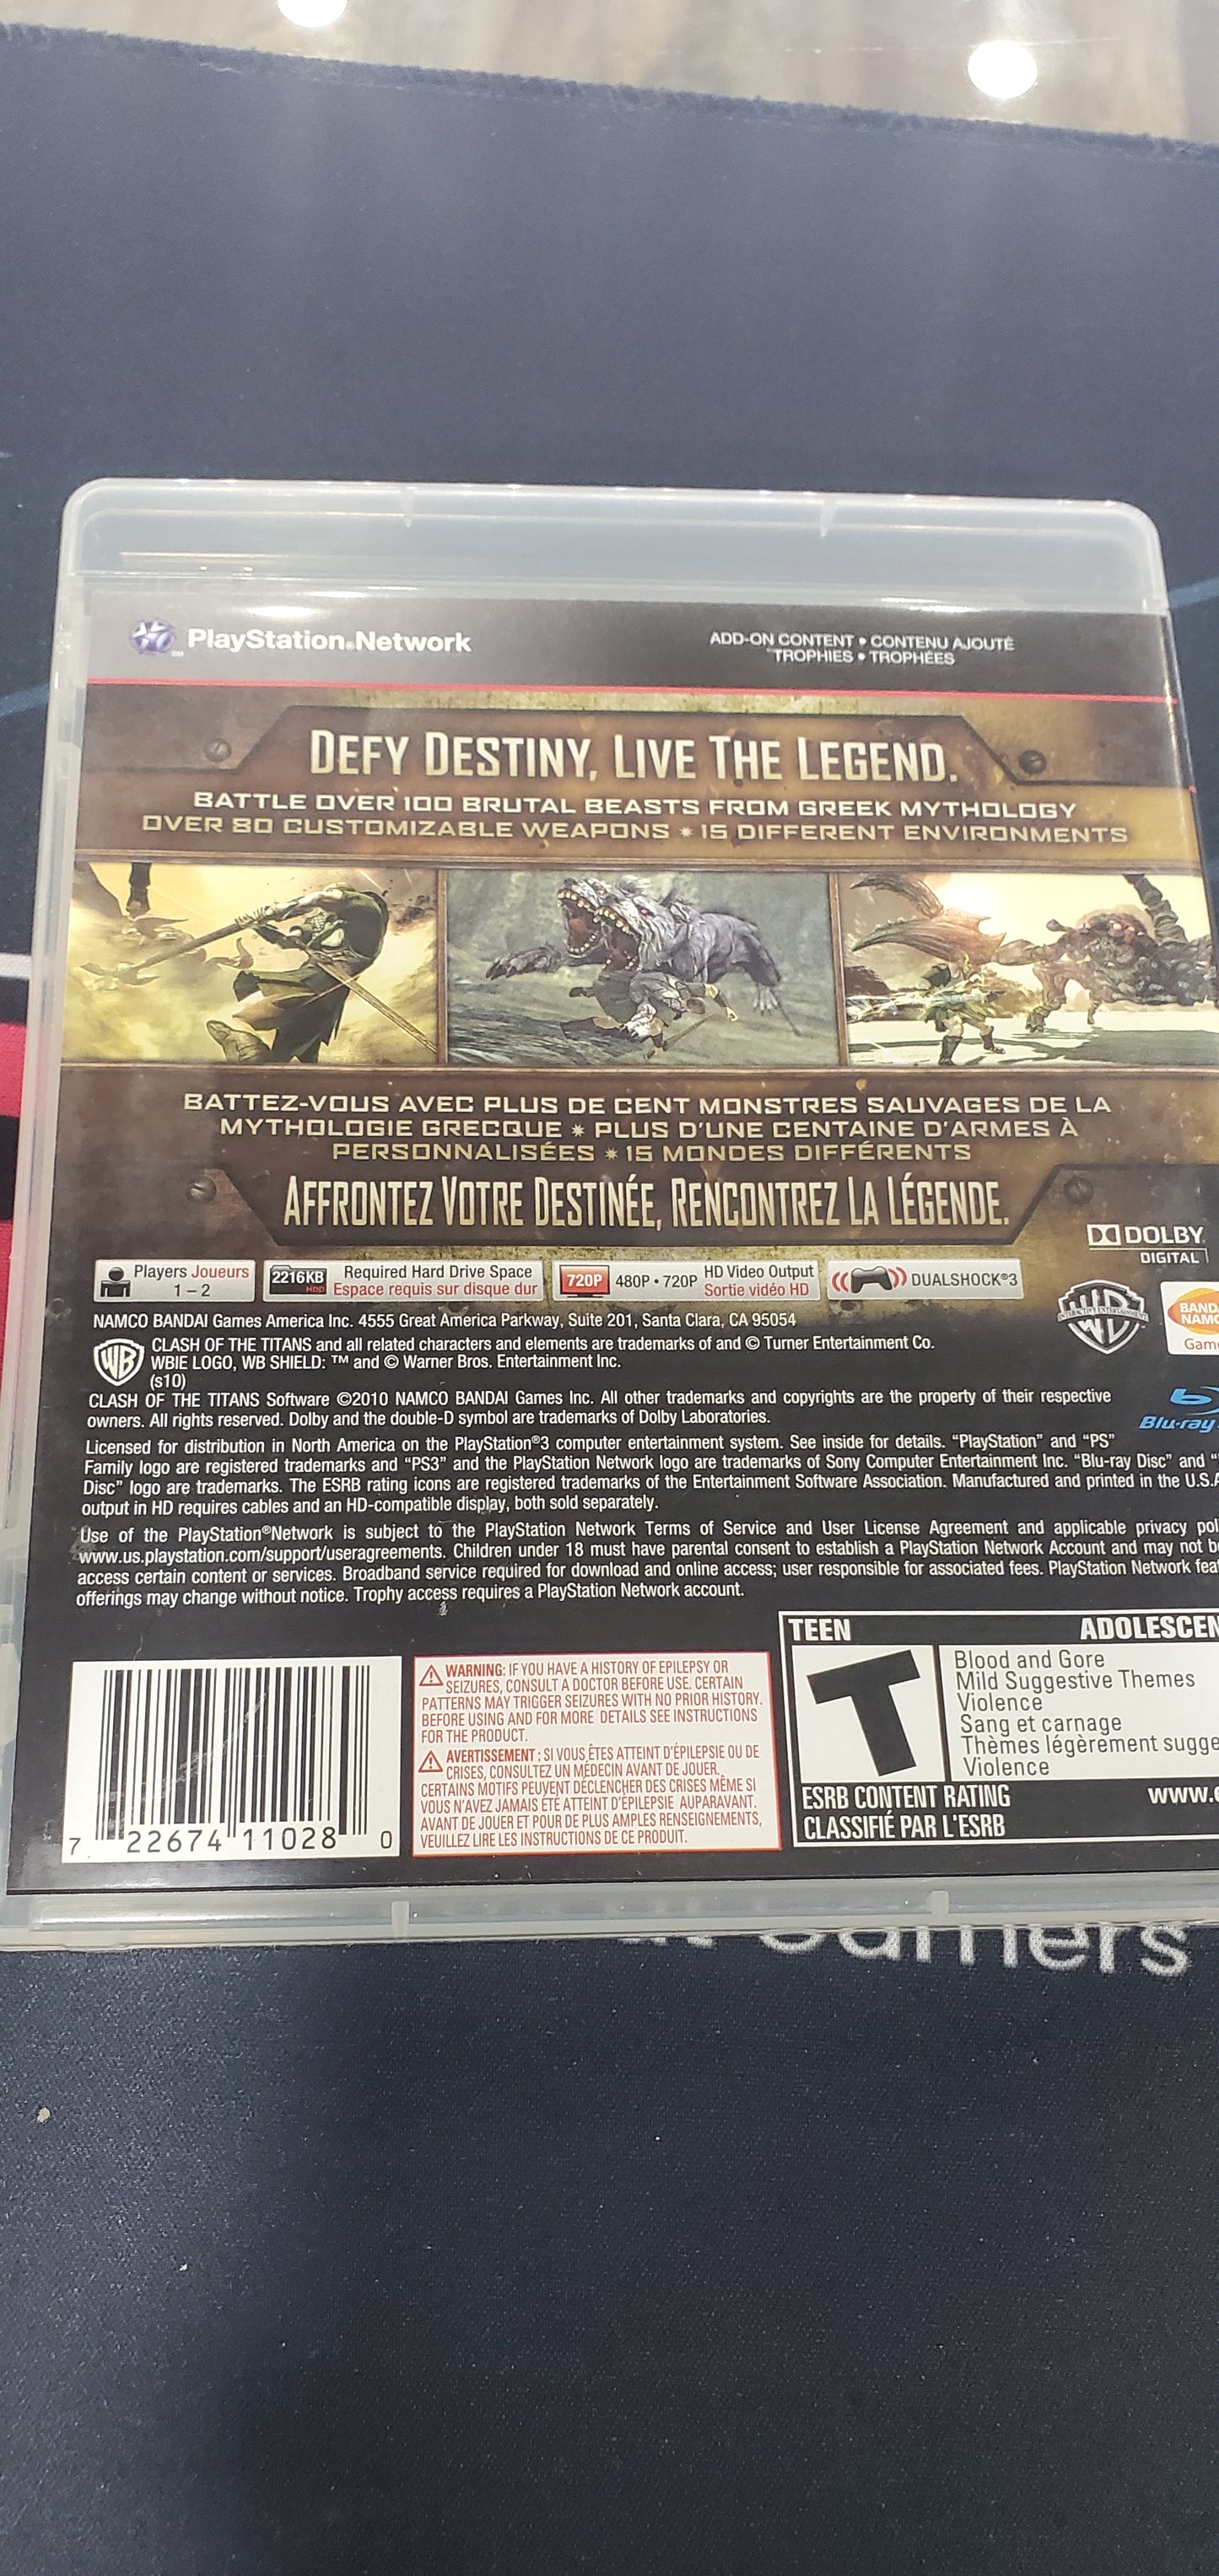 PlayStation®Network
ADD-ON CONTENT • CONTENU AJOUTÉ
TROPHIES • TROPHÉES
DEFY DESTINY, LIVE THE LEGEND.
BATTLE OVER 100 BRUTAL BEASTS FROM GREEK MYTHOLOGY
OVER 80 CUSTOMIZABLE WEAPONS * 15 DIFFERENT ENVIRONMENTS
BATTEZ-VOUS AVEC PLUS DE CENT MONSTRES SAUVAGES DE LA
MYTHOLOGIE GRECQUE * PLUS D'UNE CENTAINE D'ARMES À
PERSONNALISÉES * 15 MONDES DIFFÉRENTS
AFFRONTEZ VOTRE DESTINÉE, RENCONTREZ LA LÉGENDE.
DOLBY
DIGITAL
Players Joueurs
1 – 2
2216KB
HDD
Required Hard Drive Space
Espace requis sur disque dur
720P
480P • 720P
HD Video Output
Sortie vidéo HD
DUALSHOCK®3
NAMCO BANDAI Games America Inc. 4555 Great America Parkway, Suite 201, Santa Clara, CA 95054
WB
CLASH OF THE TITANS and all related characters and elements are trademarks of and © Turner Entertainment Co.
WBIE LOGO, WB SHIELD: ™ and © Warner Bros. Entertainment Inc.
(s10)
INTERACTIVE ENTERTAINMENT
BANDA
NAMC
Game
CLASH OF THE TITANS Software ©2010 NAMCO BANDAI Games Inc. All other trademarks and copyrights are the property of their respective
owners. All rights reserved. Dolby and the double-D symbol are trademarks of Dolby Laboratories.
Blu-ray
Licensed for distribution in North America on the PlayStation®3 computer entertainment system. See inside for details. “PlayStation” and “PS”
Family logo are registered trademarks and “PS3” and the PlayStation Network logo are trademarks of Sony Computer Entertainment Inc. “Blu-ray Disc” and “
Disc” logo are trademarks. The ESRB rating icons are registered trademarks of the Entertainment Software Association. Manufactured and printed in the U.S.A
output in HD requires cables and an HD-compatible display, both sold separately.
Use of the PlayStation®Network is subject to the PlayStation Network Terms of Service and User License Agreement and applicable privacy pol
www.us.playstation.com/support/useragreements. Children under 18 must have parental consent to establish a PlayStation Network Account and may not b
access certain content or services. Broadband service required for download and online access; user responsible for associated fees. PlayStation Network fea
offerings may change without notice. Trophy access requires a PlayStation Network account.
7 22674 11028 0
WARNING: IF YOU HAVE A HISTORY OF EPILEPSY OR
SEIZURES, CONSULT A DOCTOR BEFORE USE. CERTAIN
PATTERNS MAY TRIGGER SEIZURES WITH NO PRIOR HISTORY.
BEFORE USING AND FOR MORE DETAILS SEE INSTRUCTIONS
FOR THE PRODUCT.
AVERTISSEMENT : SI VOUS ÊTES ATTEINT D'ÉPILEPSIE OU DE
CRISES, CONSULTEZ UN MÉDECIN AVANT DE JOUER.
CERTAINS MOTIFS PEUVENT DÉCLENCHER DES CRISES MÊME SI
VOUS N'AVEZ JAMAIS ÉTÉ ATTEINT D'ÉPILEPSIE AUPARAVANT.
AVANT DE JOUER ET POUR DE PLUS AMPLES RENSEIGNEMENTS,
VEUILLEZ LIRE LES INSTRUCTIONS DE CE PRODUIT.
TEEN
ADOLESCEN
T
Blood and Gore
Mild Suggestive Themes
Violence
Sang et carnage
Thèmes légèrement sugge
Violence
ESRB CONTENT RATING
www.e
CLASSIFIÉ PAR L'ESRB
Gamers